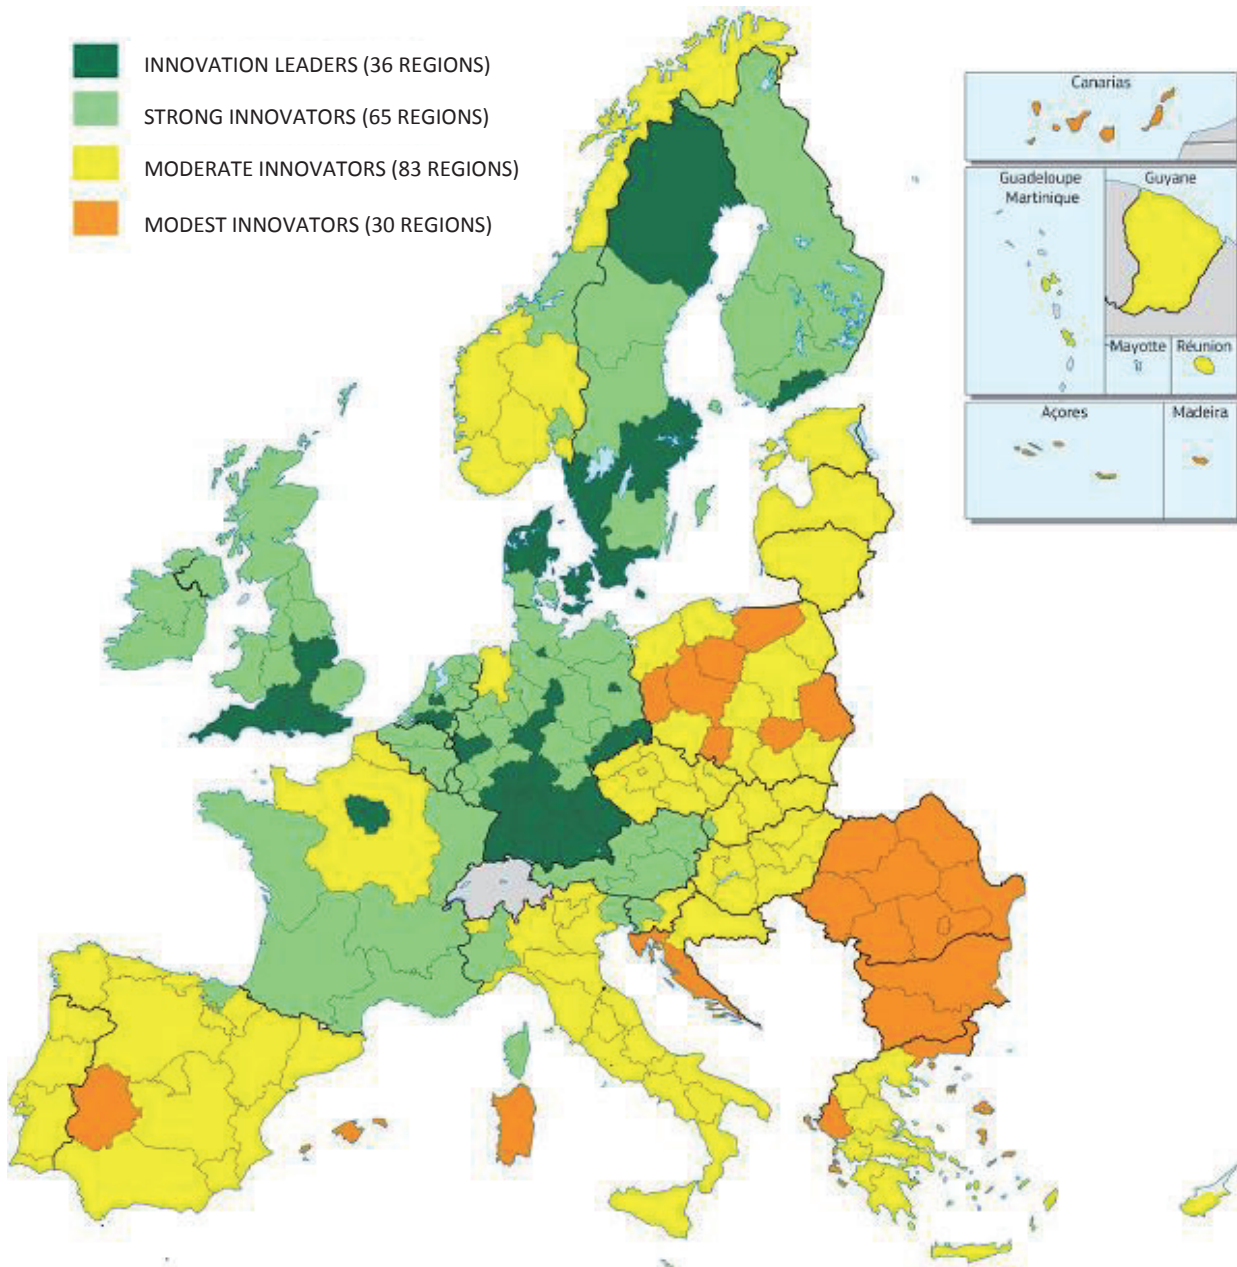 INNOVATION LEADERS (36 REGIONS)
STRONG INNOVATORS (65 REGIONS)
MODERATE INNOVATORS (83 REGIONS)
MODEST INNOVATORS (30 REGIONS)
Canarias
Guadeloupe
Martinique
Guyane
Mayotte
Réunion
Açores
Madeira